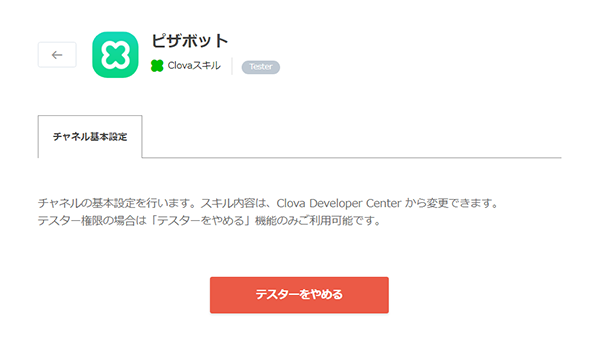 ピザボット
Clovaスキル
Tester
チャネル基本設定
チャネルの基本設定を行います。スキル内容は、Clova Developer Center から変更できます。
テスター権限の場合は「テスターをやめる」機能のみご利用可能です。
テスターをやめる